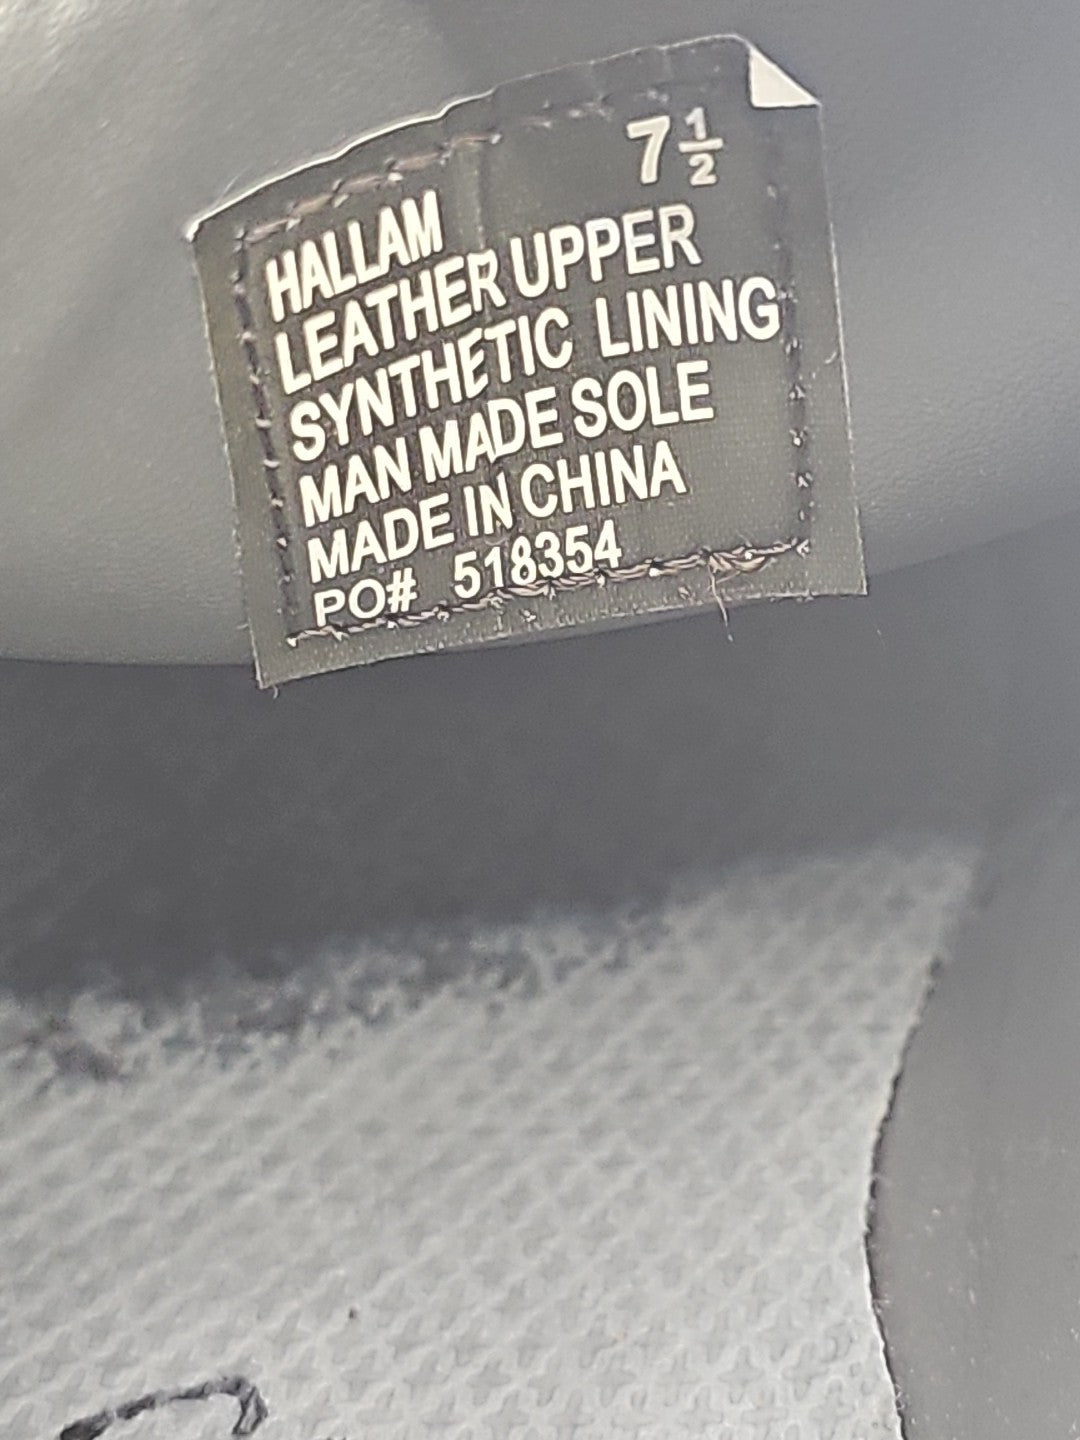 7 1/2
HALLAM
LEATHER UPPER
SYNTHETIC LINING
MAN MADE SOLE
MADE IN CHINA
PO# 518354